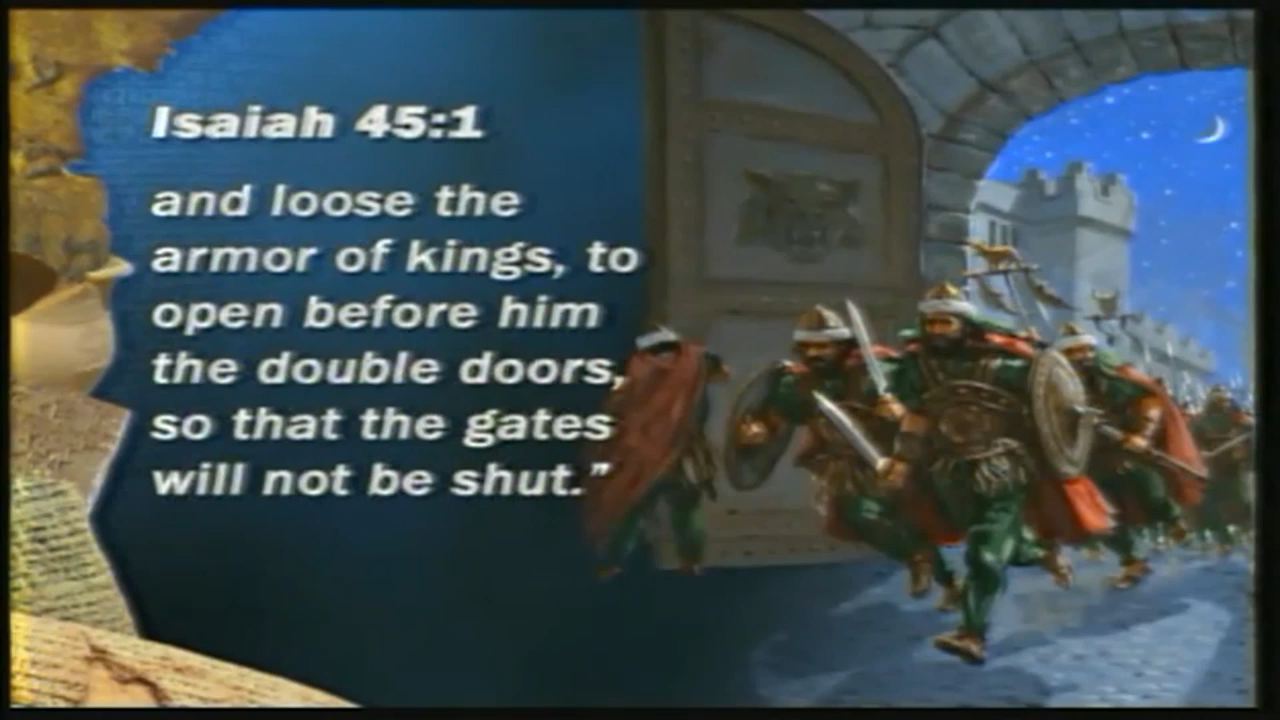 Isaiah 45:1
and loose the
armor of kings, to
open before him
the double doors,
so that the gates
will not be shut.”